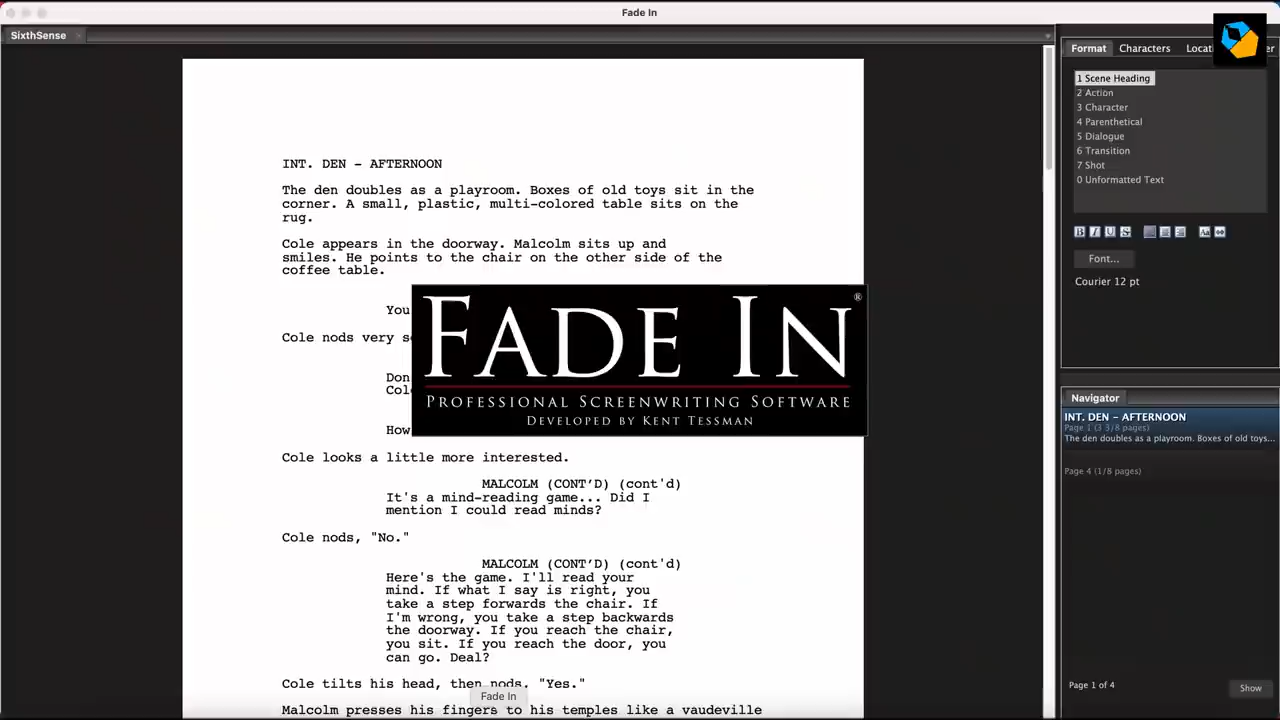 Fade In
SixthSense
Format Characters Locati er
INT. DEN – AFTERNOON
The den doubles as a playroom. Boxes of old toys sit in the
corner. A small, plastic, multi-colored table sits on the
rug.
Cole appears in the doorway. Malcolm sits up and
smiles. He points to the chair on the other side of the
coffee table.
You
Cole nods very s
Don
Col
How
Cole looks a little more interested.
MALCOLM (CONT'D) (cont'd)
It's a mind-reading game... Did I
mention I could read minds?
Cole nods, "No."
MALCOLM (CONT'D) (cont'd)
Here's the game. I'll read your
mind. If what I say is right, you
take a step forwards the chair. If
I'm wrong, you take a step backwards
the doorway. If you reach the chair,
you sit. If you reach the door, you
can go. Deal?
Cole tilts his head, then nods, "Yes."
Malcolm presses his fingers to his temples like a vaudeville
FADE IN®
PROFESSIONAL SCREENWRITING SOFTWARE
DEVELOPED BY KENT TESSMAN
Fade In
1 Scene Heading
2 Action
3 Character
4 Parenthetical
5 Dialogue
6 Transition
7 Shot
0 Unformatted Text
B I U S Aa
Font...
Courier 12 pt
Navigator
INT. DEN – AFTERNOON
Page 1 (3 3/8 pages)
The den doubles as a playroom. Boxes of old toys...
Page 4 (1/8 pages)
Page 1 of 4
Show